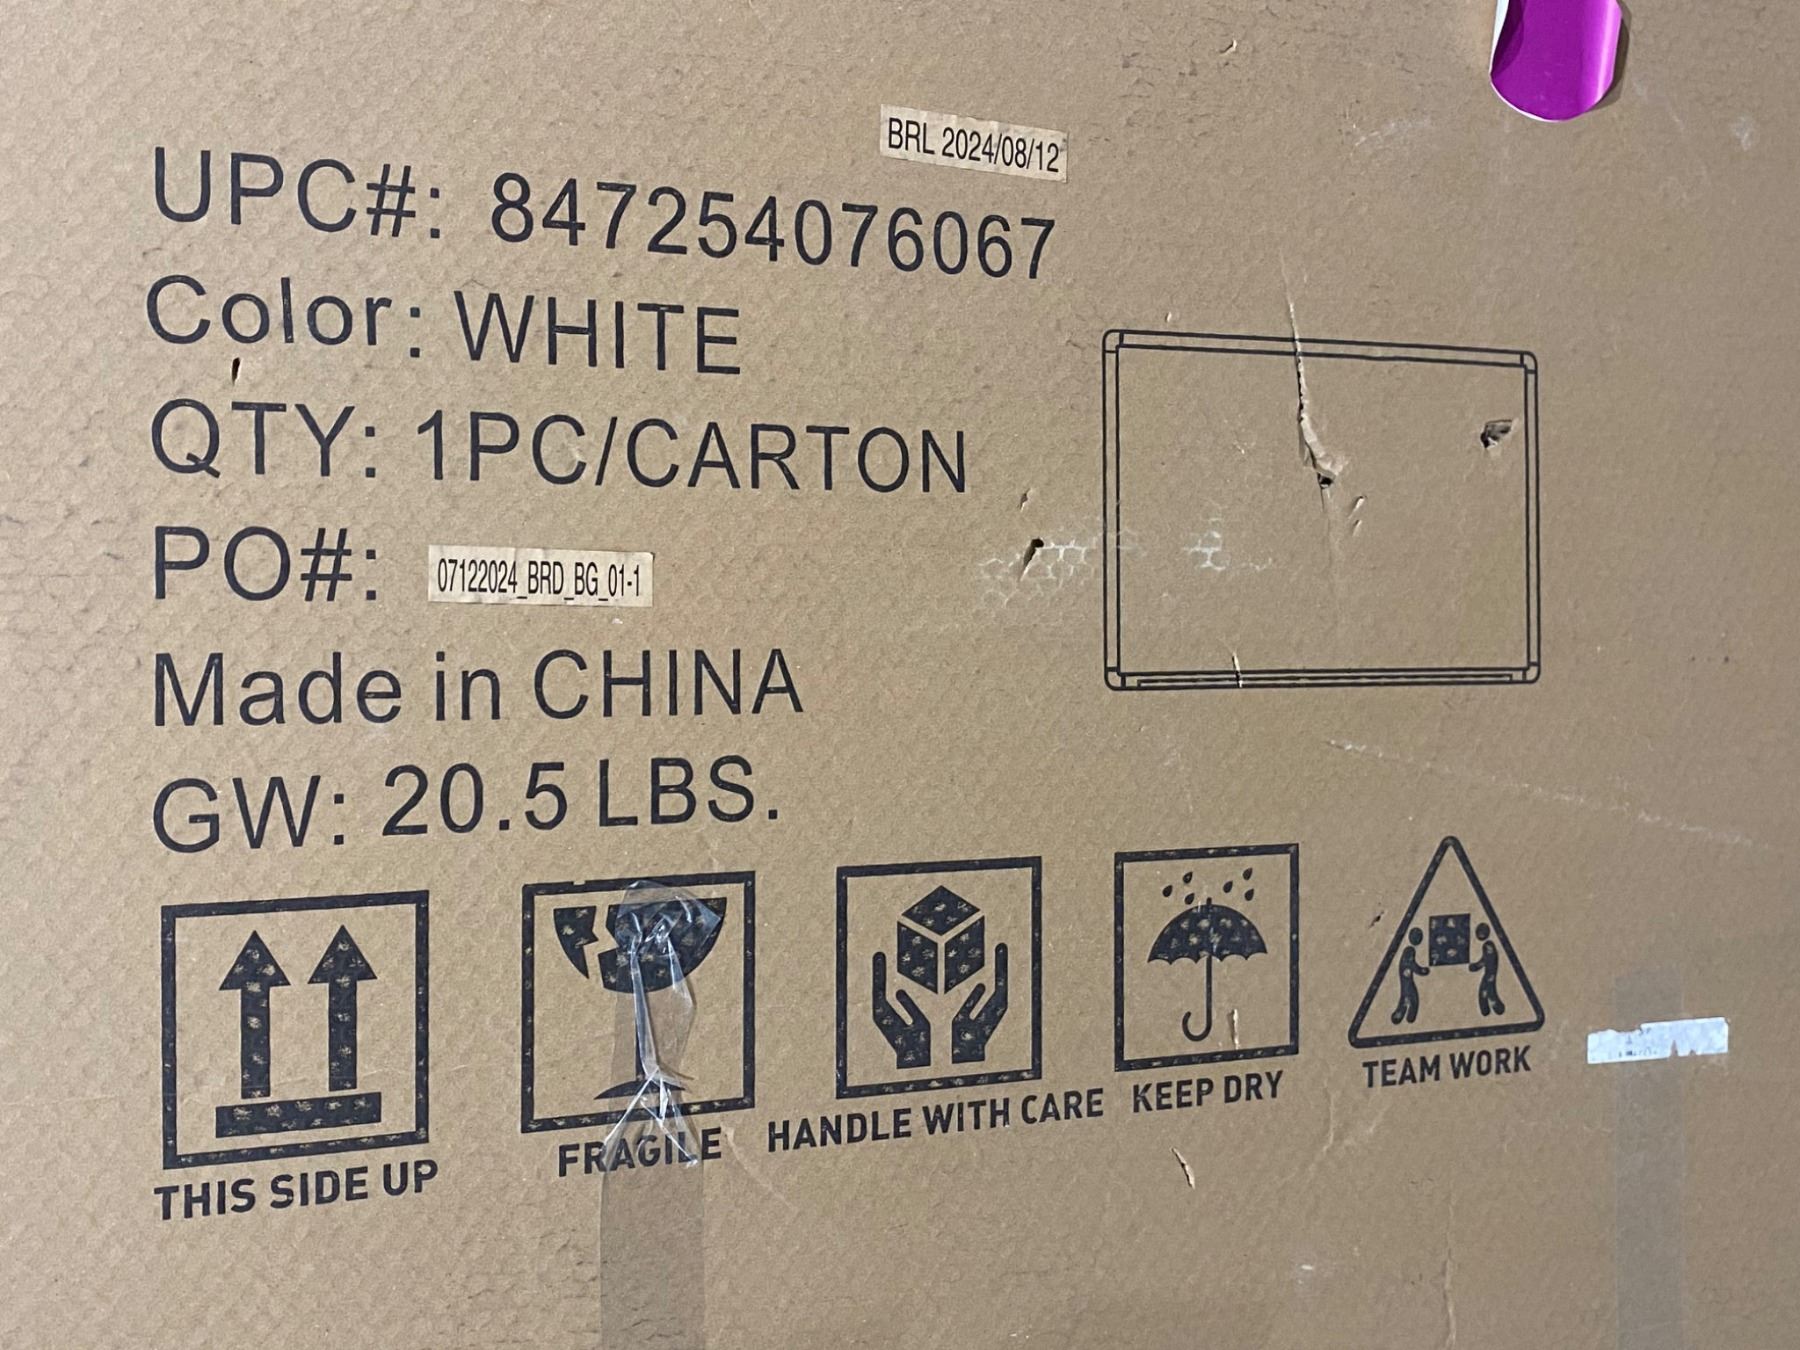 BRL 2024/08/12
UPC#: 847254076067
Color: WHITE
QTY: 1PC/CARTON
PO#: 07122024_BRD_BG_01-1
Made in CHINA
GW: 20.5 LBS.
THIS SIDE UP
FRAGILE
HANDLE WITH CARE
KEEP DRY
TEAM WORK